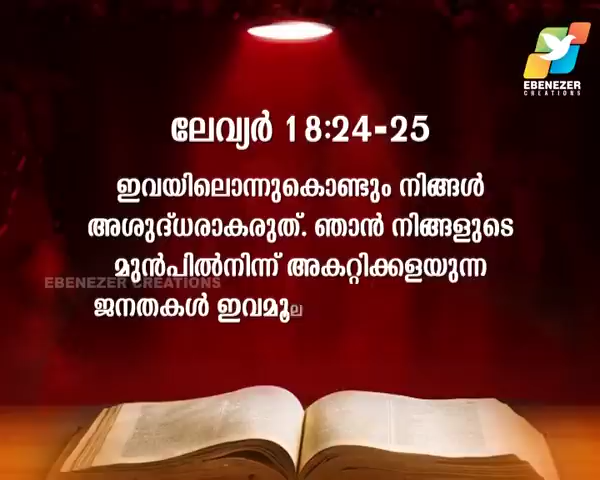 EBENEZER
CREATIONS
ലേവ്യർ 18:24-25
ഇവയിലൊന്നുകൊണ്ടും നിങ്ങൾ
അശുദ്ധരാകരുത്. ഞാൻ നിങ്ങളുടെ
മുൻപിൽനിന്ന് അകറ്റിക്കളയുന്ന
EBENEZER CREATIONS
ജനതകൾ ഇവമൂല